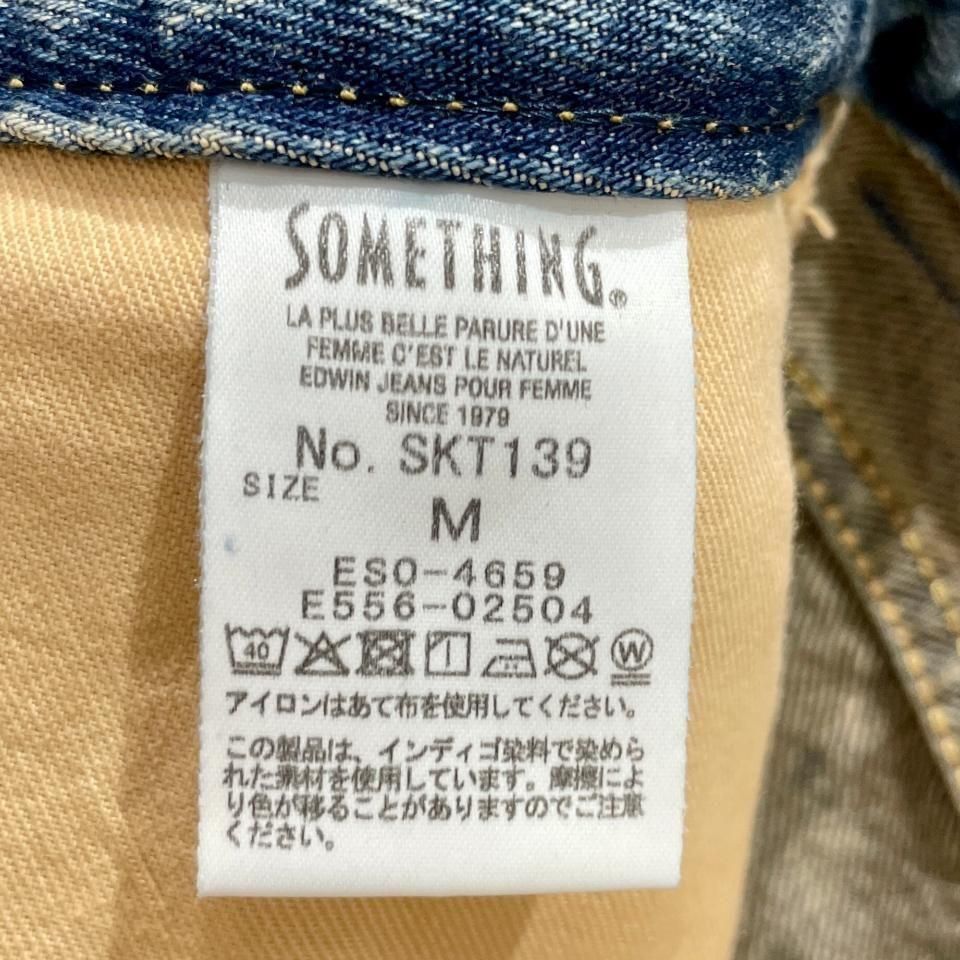 SOMETHING®
LA PLUS BELLE PARURE D'UNE
FEMME C'EST LE NATUREL
EDWIN JEANS POUR FEMME
SINCE 1979
No. SKT139
SIZE
M
ESO-4659
E556-02504
40 W
アイロンはあて布を使用してください。
この製品は、インディゴ染料で染めら
れた素材を使用しています。摩擦によ
り色が移ることがありますのでご注意
ください。